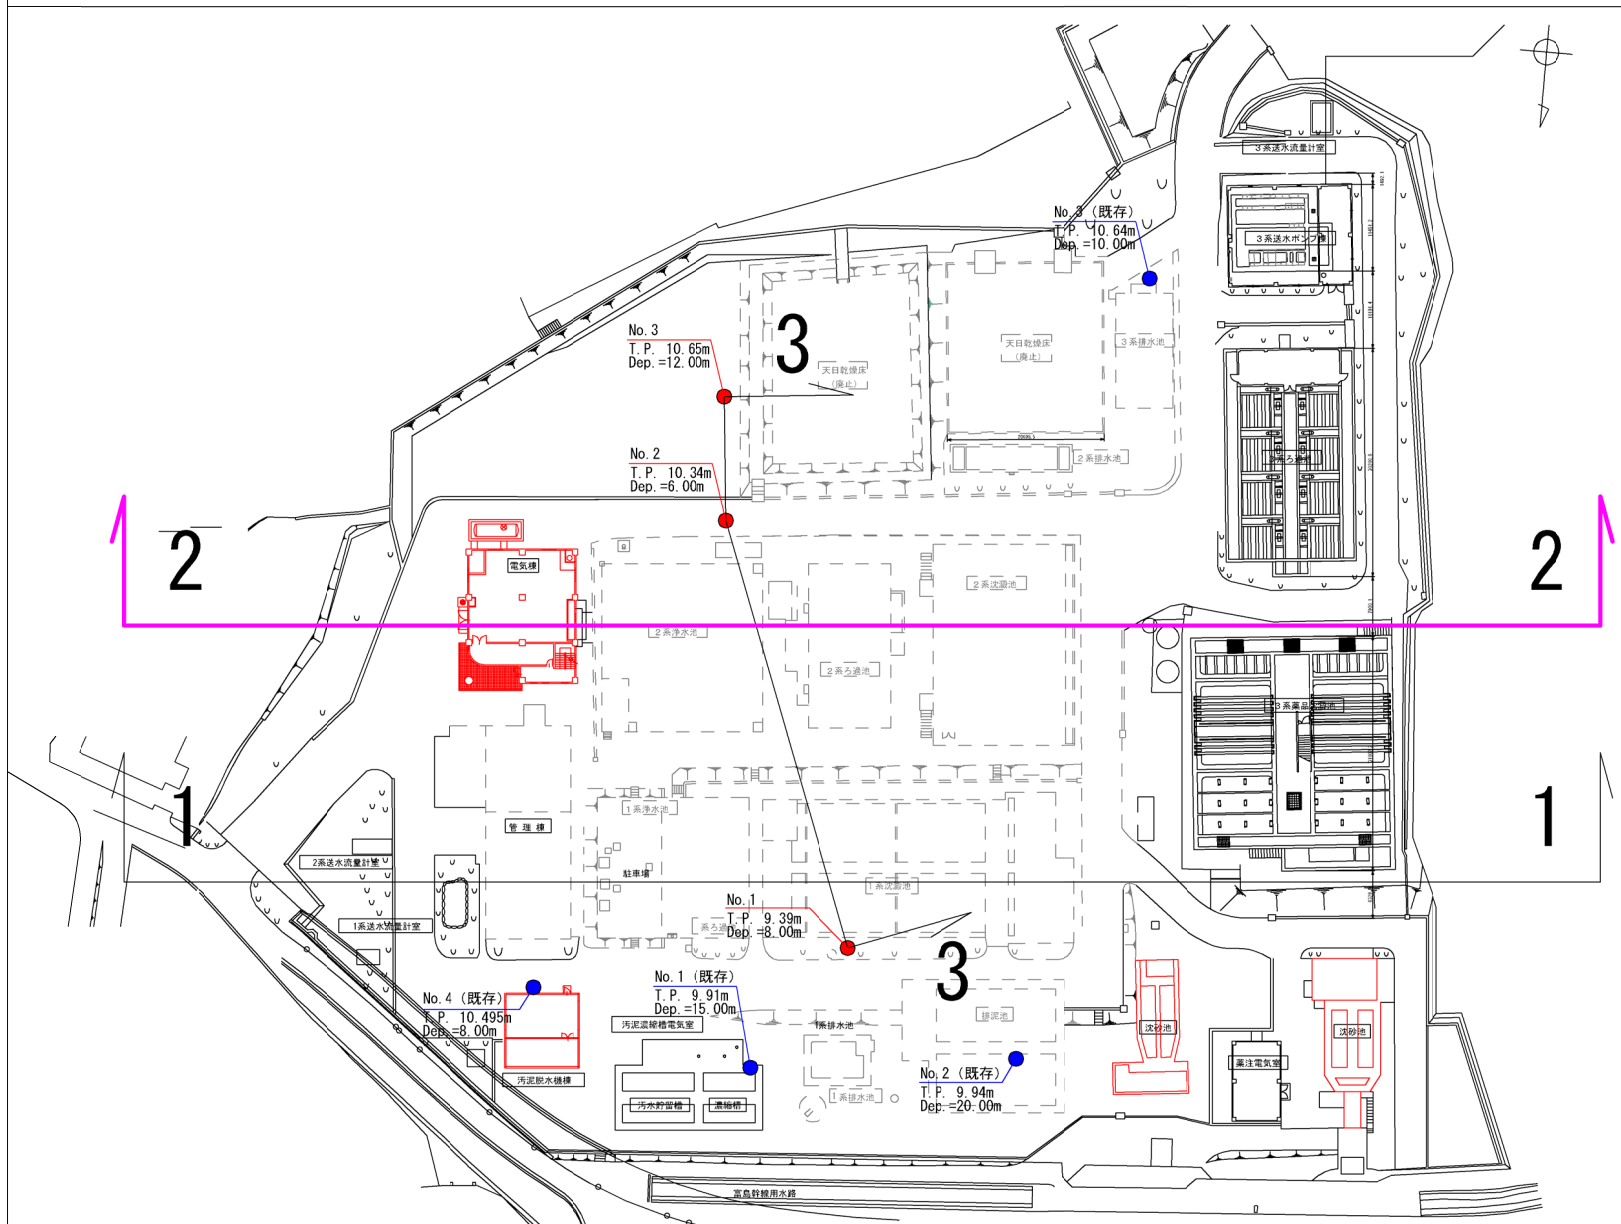 3系送水流量計室
No.3 (既存)
T.P. 10.64m
Dep.=10.00m
3系送水ポンプ棟
No.3
T.P. 10.65m
Dep.=12.00m
3
天日乾燥床
(廃止)
天日乾燥床
(廃止)
3系排水池
No.2
T.P. 10.34m
Dep.=6.00m
2系排水池
3系ろ過池
2
2
電気棟
2系沈澱池
2系浄水池
2系ろ過池
1
1
1系浄水池
管理棟
2系送水流量計室
駐車場
1系沈澱池
No.1
T.P. 9.39m
Dep.=8.00m
1系送水流量計室
3
No.4 (既存)
T.P. 10.495m
Dep.=8.00m
No.1 (既存)
T.P. 9.91m
Dep.=15.00m
汚泥濃縮槽電気室
1系排水池
排泥池
沈砂池
沈砂池
薬注電気室
No.2 (既存)
T.P. 9.94m
Dep.=20.00m
汚泥脱水機棟
汚水貯留槽
濃縮槽
1系排水池
富島幹線用水路